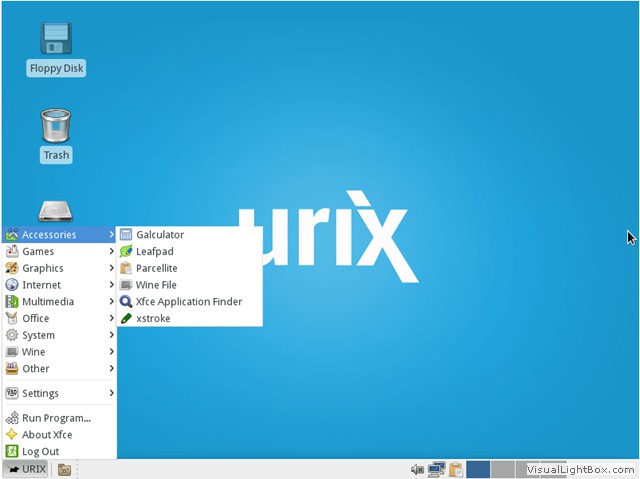 Floppy Disk
Trash
urix
Accessories
Games
Graphics
Internet
Multimedia
Office
System
Wine
Other
Settings
Run Program...
About Xfce
Log Out
Galculator
Leafpad
Parcellite
Wine File
Xfce Application Finder
xstroke
URIX
VisualLightBox.com